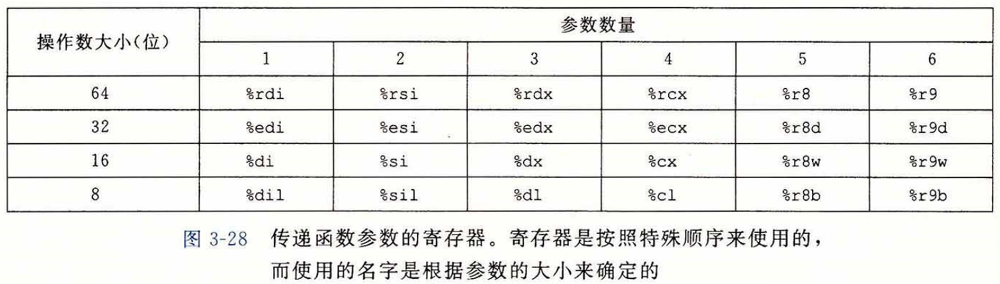 操作数大小(位) 参数数量
1 2 3 4 5 6
64 %rdi %rsi %rdx %rcx %r8 %r9
32 %edi %esi %edx %ecx %r8d %r9d
16 %di %si %dx %cx %r8w %r9w
8 %dil %sil %dl %cl %r8b %r9b
图 3-28 传递函数参数的寄存器。寄存器是按照特殊顺序来使用的，
而使用的名字是根据参数的大小来确定的